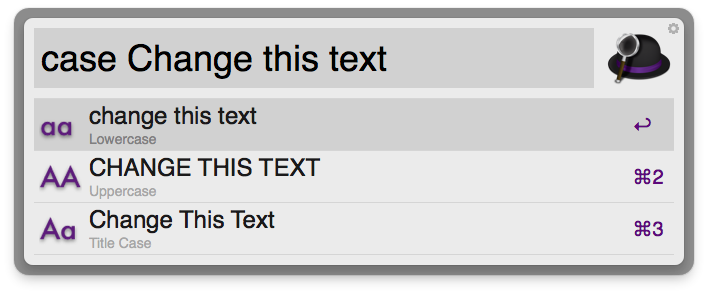 case Change this text
aa change this text ↩
Lowercase
AA CHANGE THIS TEXT ⌘2
Uppercase
Aa Change This Text ⌘3
Title Case